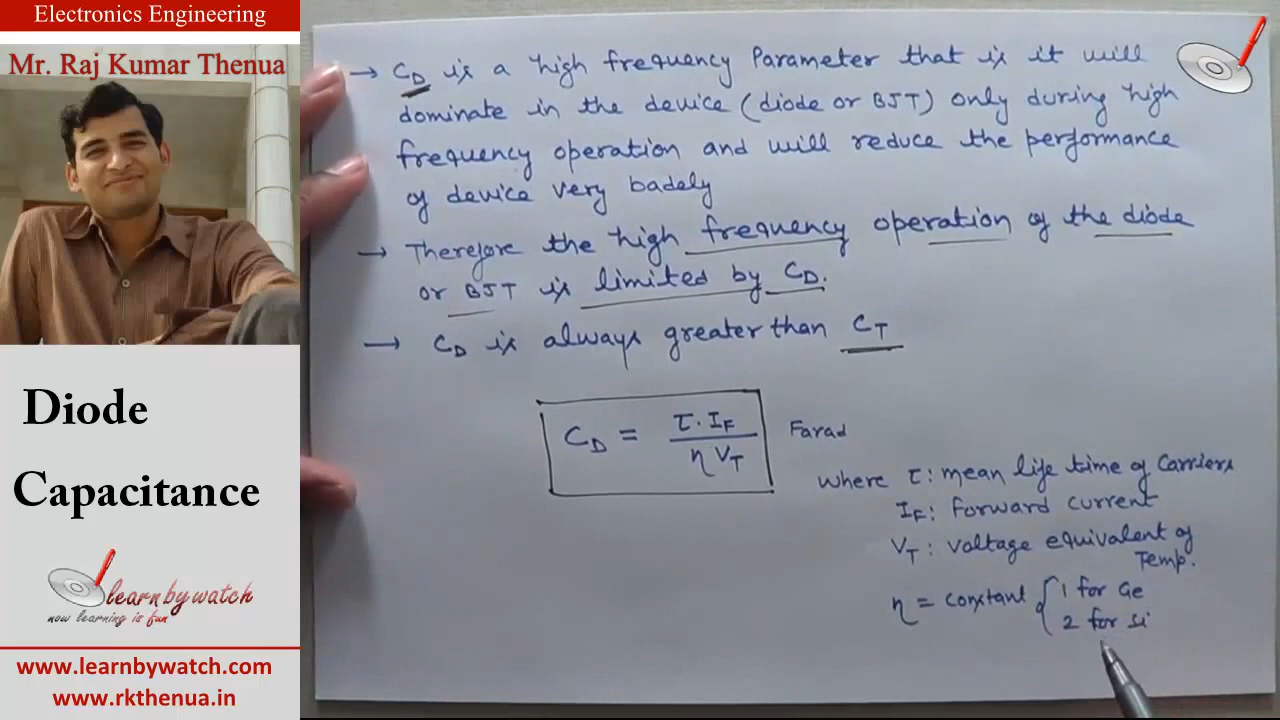 Electronics Engineering
Mr. Raj Kumar Thenua
Diode
Capacitance
learnbywatch
now learning is fun
www.learnbywatch.com
www.rkthenua.in
→ CD is a high frequency Parameter that is it will
dominate in the device (diode or BJT) only during high
frequency operation and will reduce the performance
of device very badely
→ Therefore the high frequency operation of the diode
or BJT is limited by CD.
→ CD is always greater than CT
CD = τ. IF / η VT Farad
where τ: mean life time of Carriers
IF: Forward current
VT: Voltage equivalent of
Temp.
η = constant { 1 for Ge
2 for Si